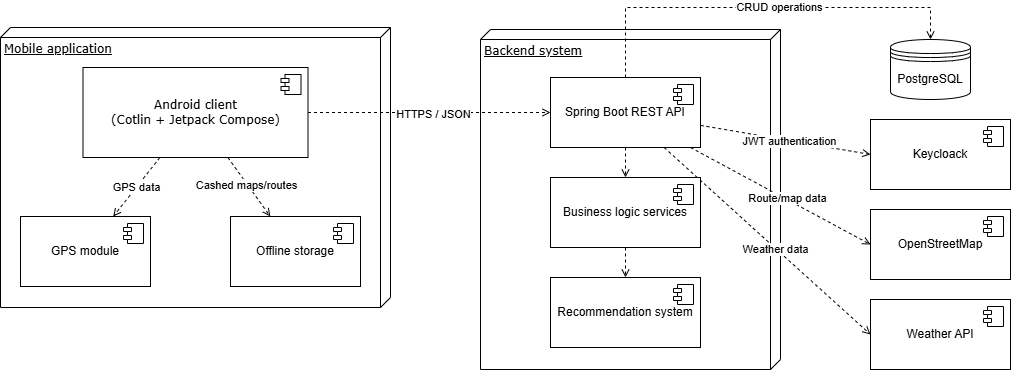 CRUD operations
Mobile application
Backend system
PostgreSQL
Android client
(Cotlin + Jetpack Compose)
HTTPS / JSON
Spring Boot REST API
JWT authentication
Keycloack
GPS data
Cashed maps/routes
Route/map data
Business logic services
GPS module
Offline storage
Weather data
OpenStreetMap
Recommendation system
Weather API